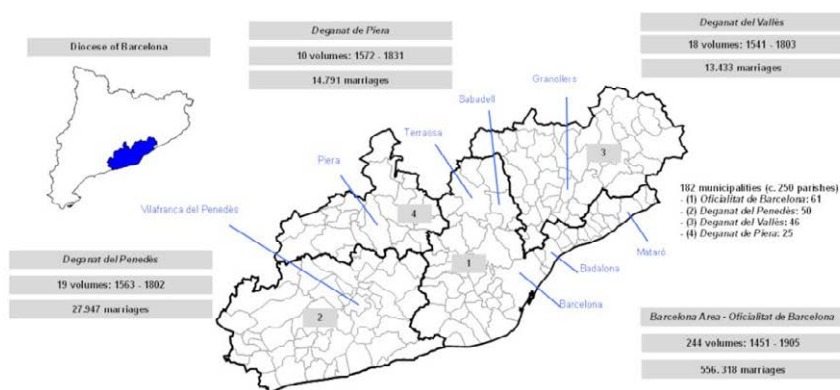 Deganat de Piera
10 volumes: 1572 - 1831
14.791 marriages
Deganat del Vallès
18 volumes: 1541 - 1803
13.433 marriages
Diocese of Barcelona
Granollers
Sabadell
Terrassa
Piera
Vilafranca del Penedès
3
4
1
2
182 municipalities (c. 250 parishes)
- (1) Oficialitat de Barcelona: 61
- (2) Deganat del Penedès: 50
- (3) Deganat del Vallès: 46
- (4) Deganat de Piera: 25
Mataró
Badalona
Barcelona
Deganat del Penedès
19 volumes: 1563 - 1802
27.947 marriages
Barcelona Area - Oficialitat de Barcelona
244 volumes: 1451 - 1905
556. 318 marriages